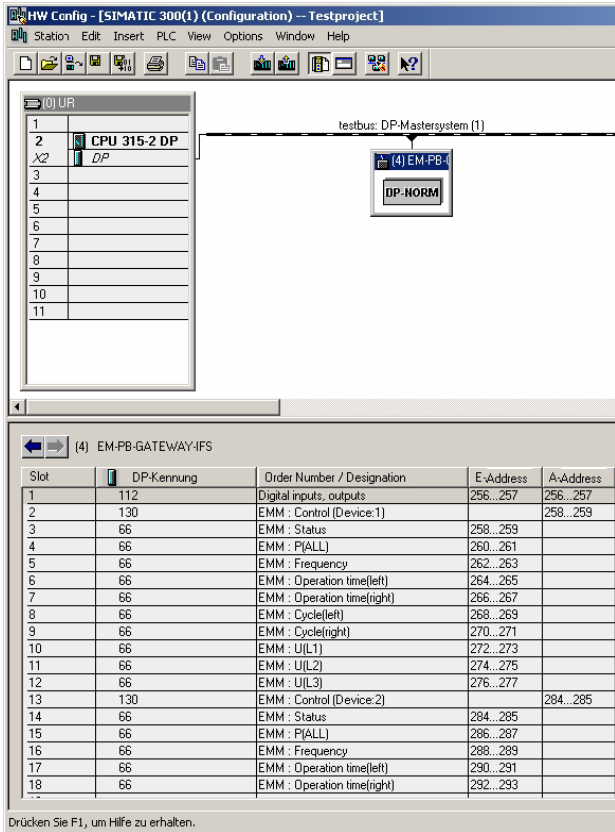 HW Config - [SIMATIC 300(1) (Configuration) -- Testproject]
Station Edit Insert PLC View Options Window Help
(0) UR
1
2 CPU 315-2 DP
X2 DP
3
4
5
6
7
8
9
10
11
testbus: DP-Mastersystem (1)
(4) EM-PB-(
DP-NORM
(4) EM-PB-GATEWAY-IFS
Slot DP-Kennung Order Number / Designation E-Address A-Address
1 112 Digital inputs, outputs 256...257 256...257
2 130 EMM : Control (Device:1) 258...259
3 66 EMM : Status 258...259
4 66 EMM : P(ALL) 260...261
5 66 EMM : Frequency 262...263
6 66 EMM : Operation time(left) 264...265
7 66 EMM : Operation time(right) 266...267
8 66 EMM : Cycle(left) 268...269
9 66 EMM : Cycle(right) 270...271
10 66 EMM : U(L1) 272...273
11 66 EMM : U(L2) 274...275
12 66 EMM : U(L3) 276...277
13 130 EMM : Control (Device:2) 284...285
14 66 EMM : Status 284...285
15 66 EMM : P(ALL) 286...287
16 66 EMM : Frequency 288...289
17 66 EMM : Operation time(left) 290...291
18 66 EMM : Operation time(right) 292...293
Drücken Sie F1, um Hilfe zu erhalten.